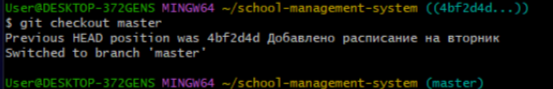 User@DESKTOP-372GENS MINGW64 ~/school-management-system ((4bf2d4d...))
$ git checkout master
Previous HEAD position was 4bf2d4d Добавлено расписание на вторник
Switched to branch 'master'
User@DESKTOP-372GENS MINGW64 ~/school-management-system (master)